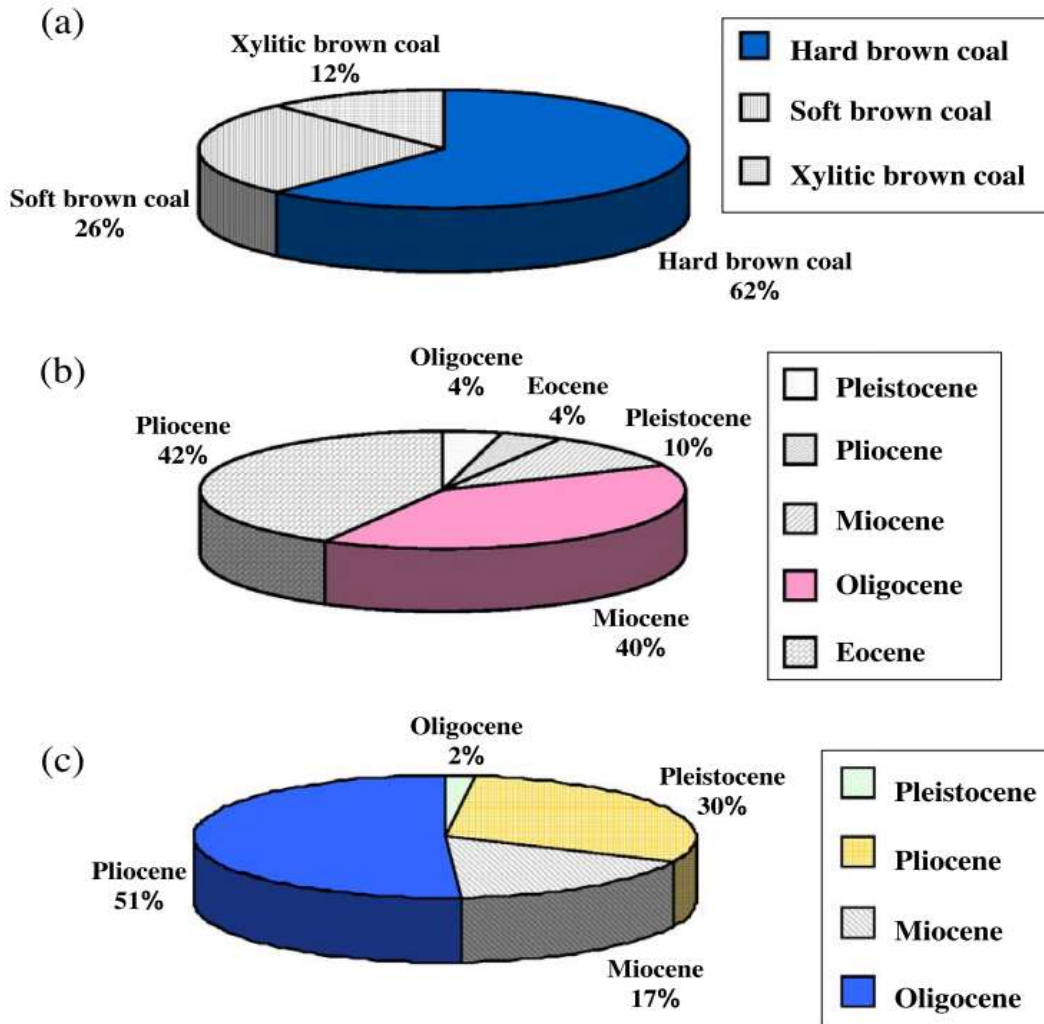 (a)
Xylitic brown coal
12%
Soft brown coal
26%
Hard brown coal
62%
Hard brown coal
Soft brown coal
Xylitic brown coal
(b)
Oligocene
4%
Eocene
4%
Pleistocene
10%
Pliocene
42%
Miocene
40%
Pleistocene
Pliocene
Miocene
Oligocene
Eocene
(c)
Oligocene
2%
Pleistocene
30%
Pliocene
51%
Miocene
17%
Pleistocene
Pliocene
Miocene
Oligocene